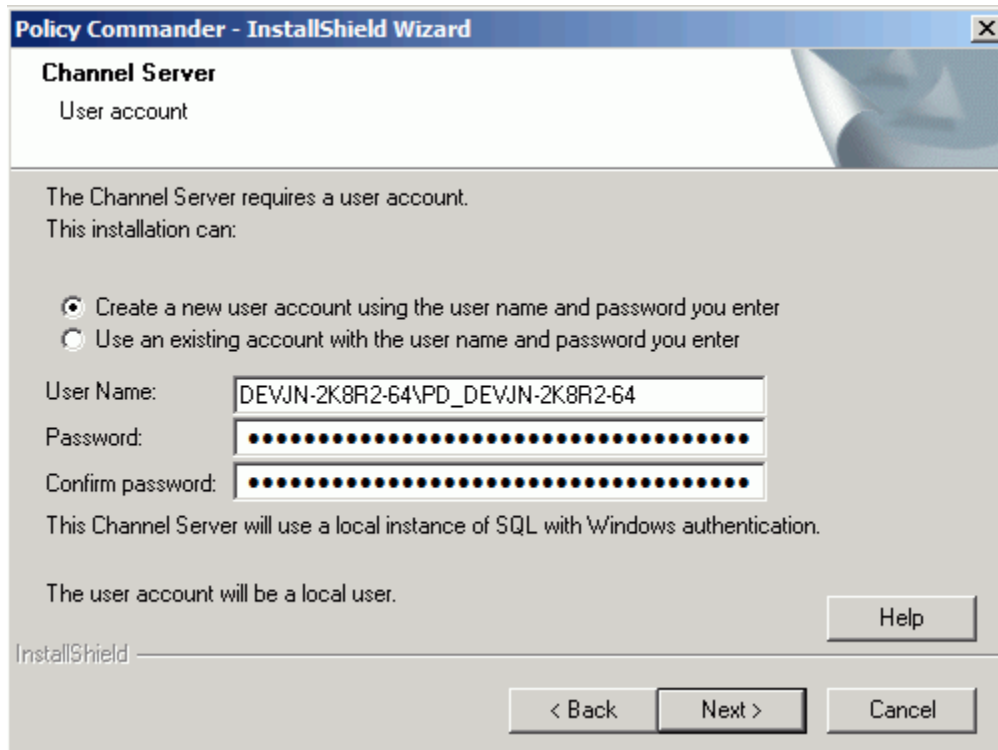 Policy Commander - InstallShield Wizard
Channel Server
User account
The Channel Server requires a user account.
This installation can:
Create a new user account using the user name and password you enter
Use an existing account with the user name and password you enter
User Name: DEVJN-2K8R2-64\PD_DEVJN-2K8R2-64
Password: ••••••••••••••••••••••••••••••••••••
Confirm password: ••••••••••••••••••••••••••••••••••••
This Channel Server will use a local instance of SQL with Windows authentication.
The user account will be a local user.
Help
InstallShield
< Back Next > Cancel